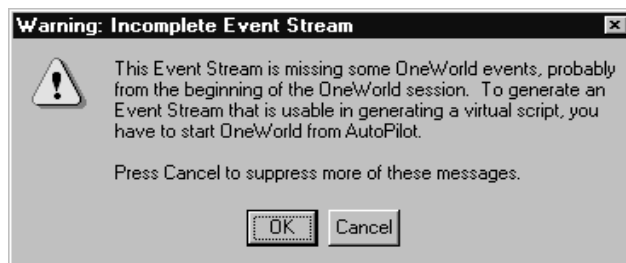 Warning: Incomplete Event Stream
This Event Stream is missing some OneWorld events, probably
from the beginning of the OneWorld session.  To generate an
Event Stream that is usable in generating a virtual script, you
have to start OneWorld from AutoPilot.
Press Cancel to suppress more of these messages.
OK
Cancel